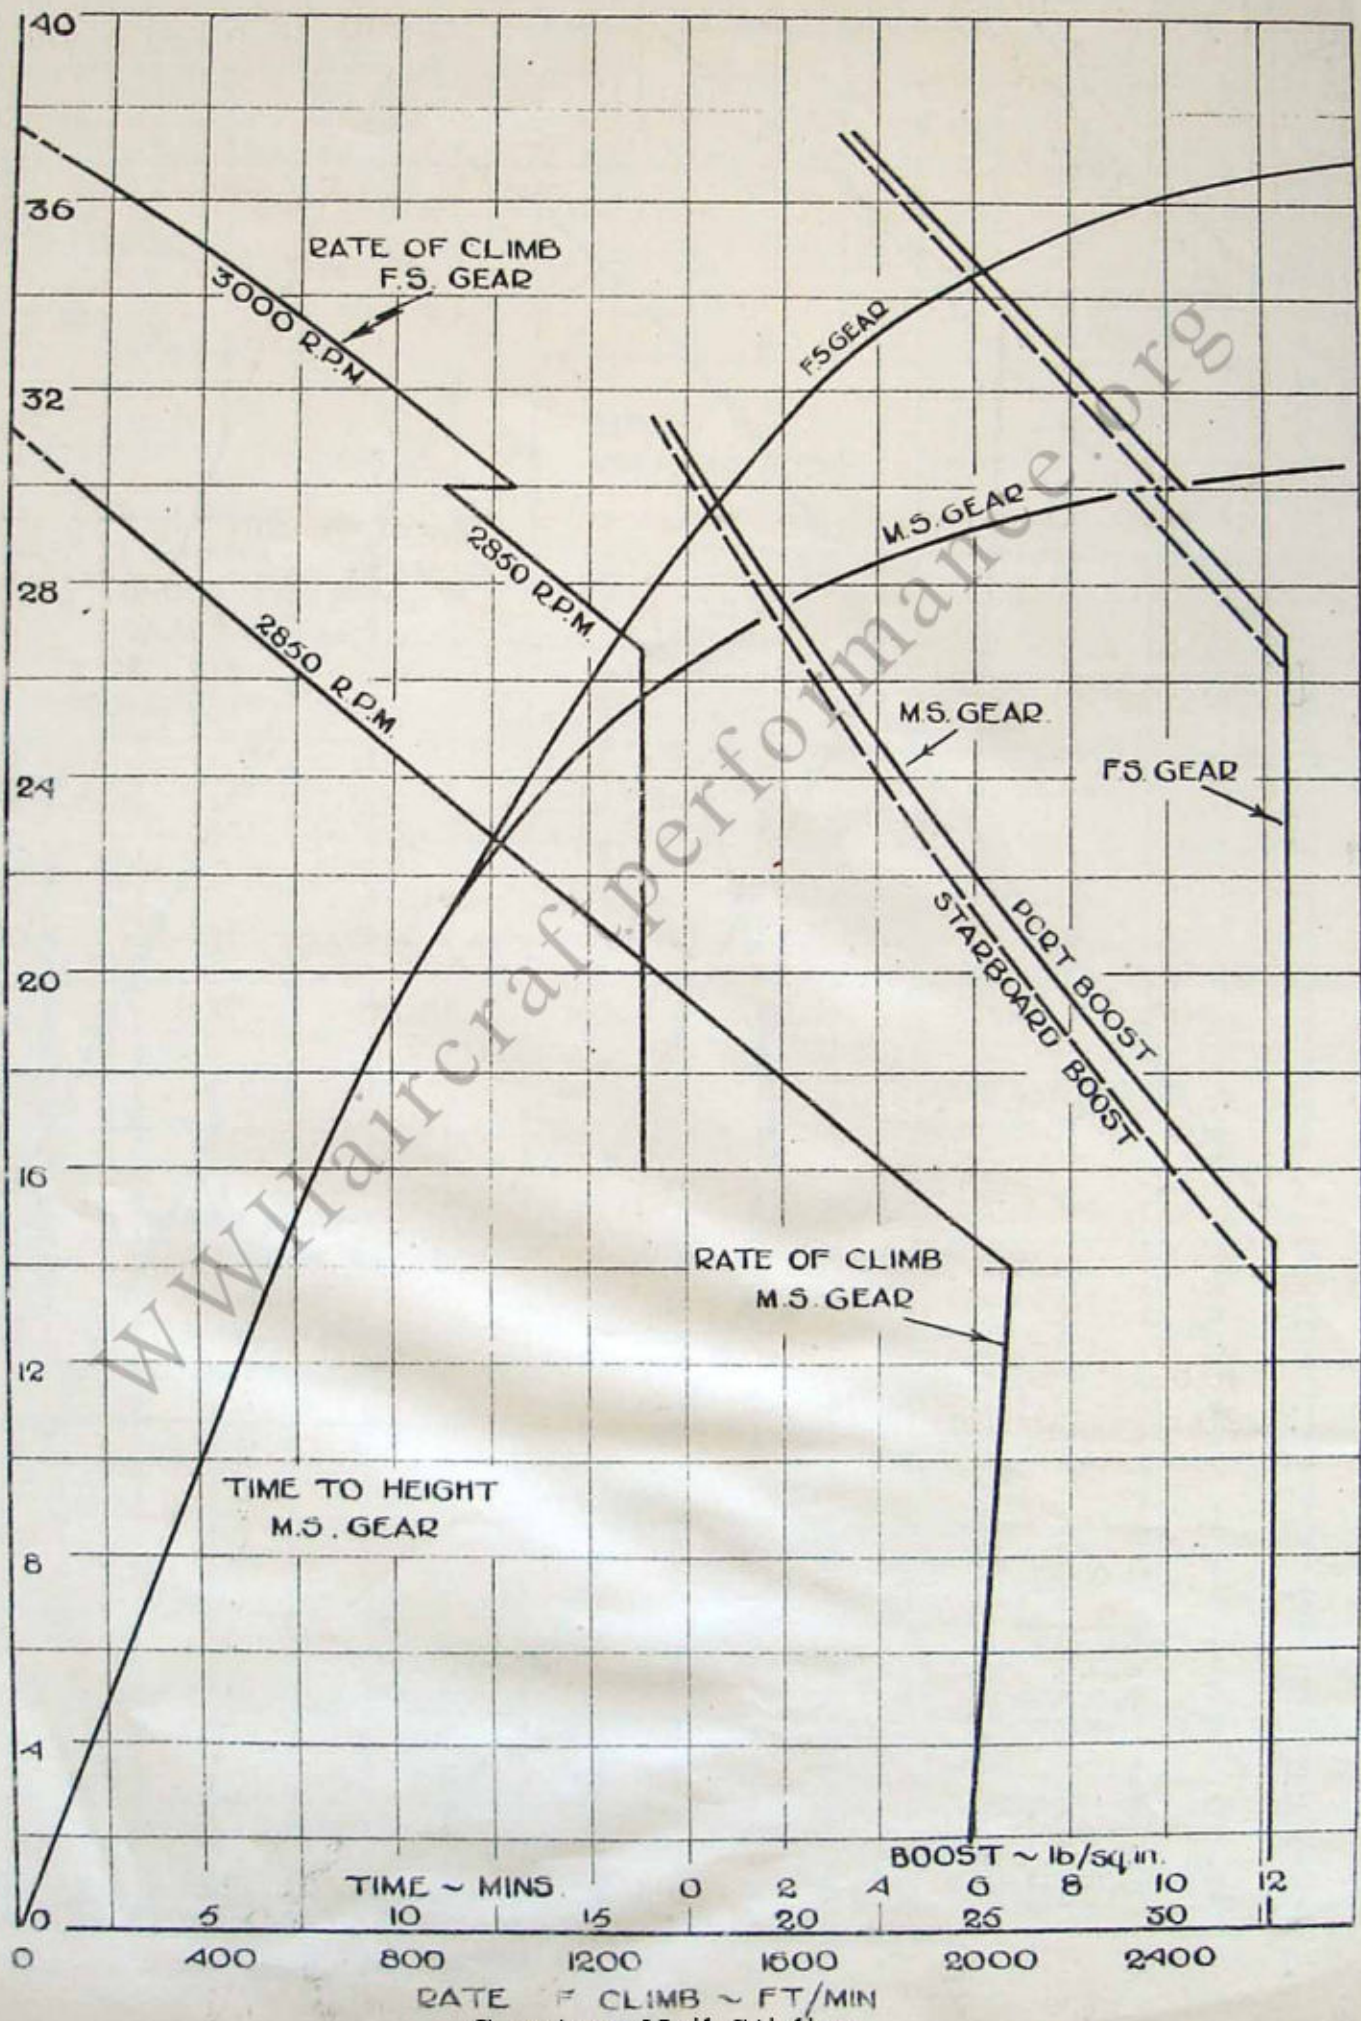 40
36
RATE OF CLIMB
F.S. GEAR
3000 R.P.M
F.S GEAR
32
M.S. GEAR
28
2850 R.P.M.
2850 R.P.M.
M.S. GEAR.
24
F.S. GEAR
PORT BOOST
STARBOARD BOOST
20
16
RATE OF CLIMB
M.S. GEAR
12
TIME TO HEIGHT
M.S. GEAR
8
4
BOOST ~ lb/sq.in.
TIME ~ MINS. 0 2 4 6 8 10 12
0 5 10 15 20 25 30
0 400 800 1200 1600 2000 2400
RATE F CLIMB ~ FT/MIN
WWIIaircraftperformance.org